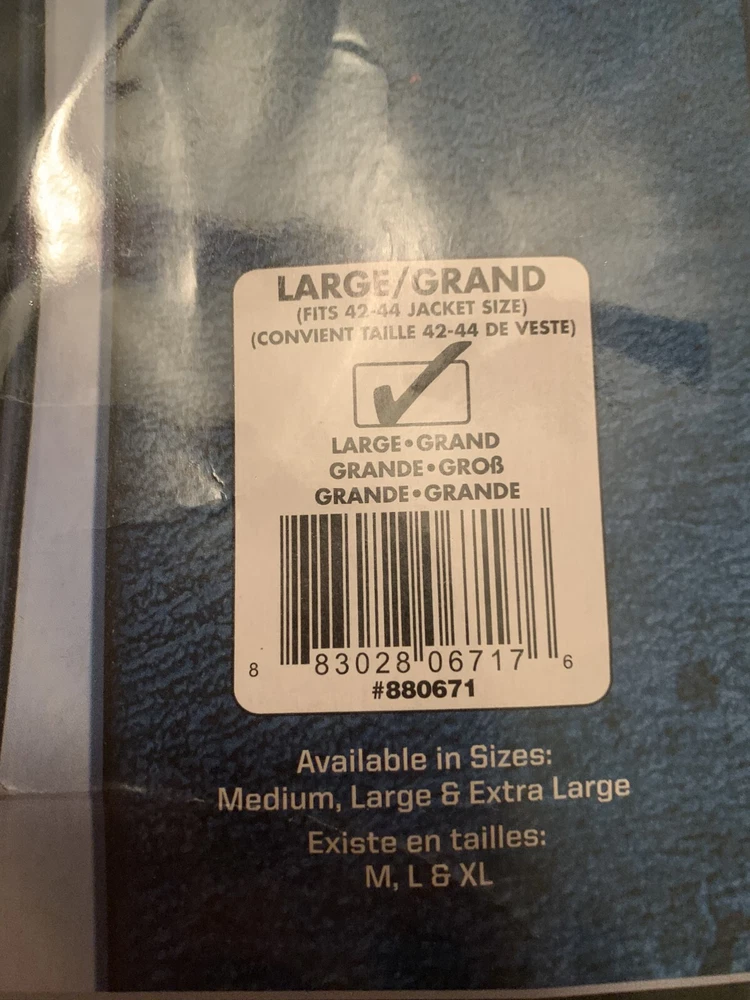 LARGE/GRAND
(FITS 42-44 JACKET SIZE)
(CONVIENT TAILLE 42-44 DE VESTE)
LARGE•GRAND
GRANDE•GROß
GRANDE•GRANDE
8 83028 06717 6
#880671
Available in Sizes:
Medium, Large & Extra Large
Existe en tailles:
M, L & XL